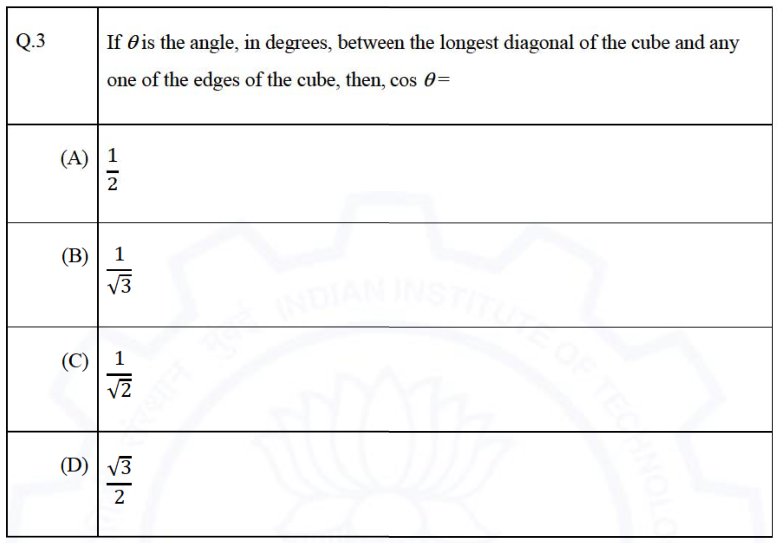 Q.3
If θ is the angle, in degrees, between the longest diagonal of the cube and any
one of the edges of the cube, then, cos θ=
(A) 1/2
(B) 1/√3
(C) 1/√2
(D) √3/2
INDIAN INSTITUTE OF TECHNOLO